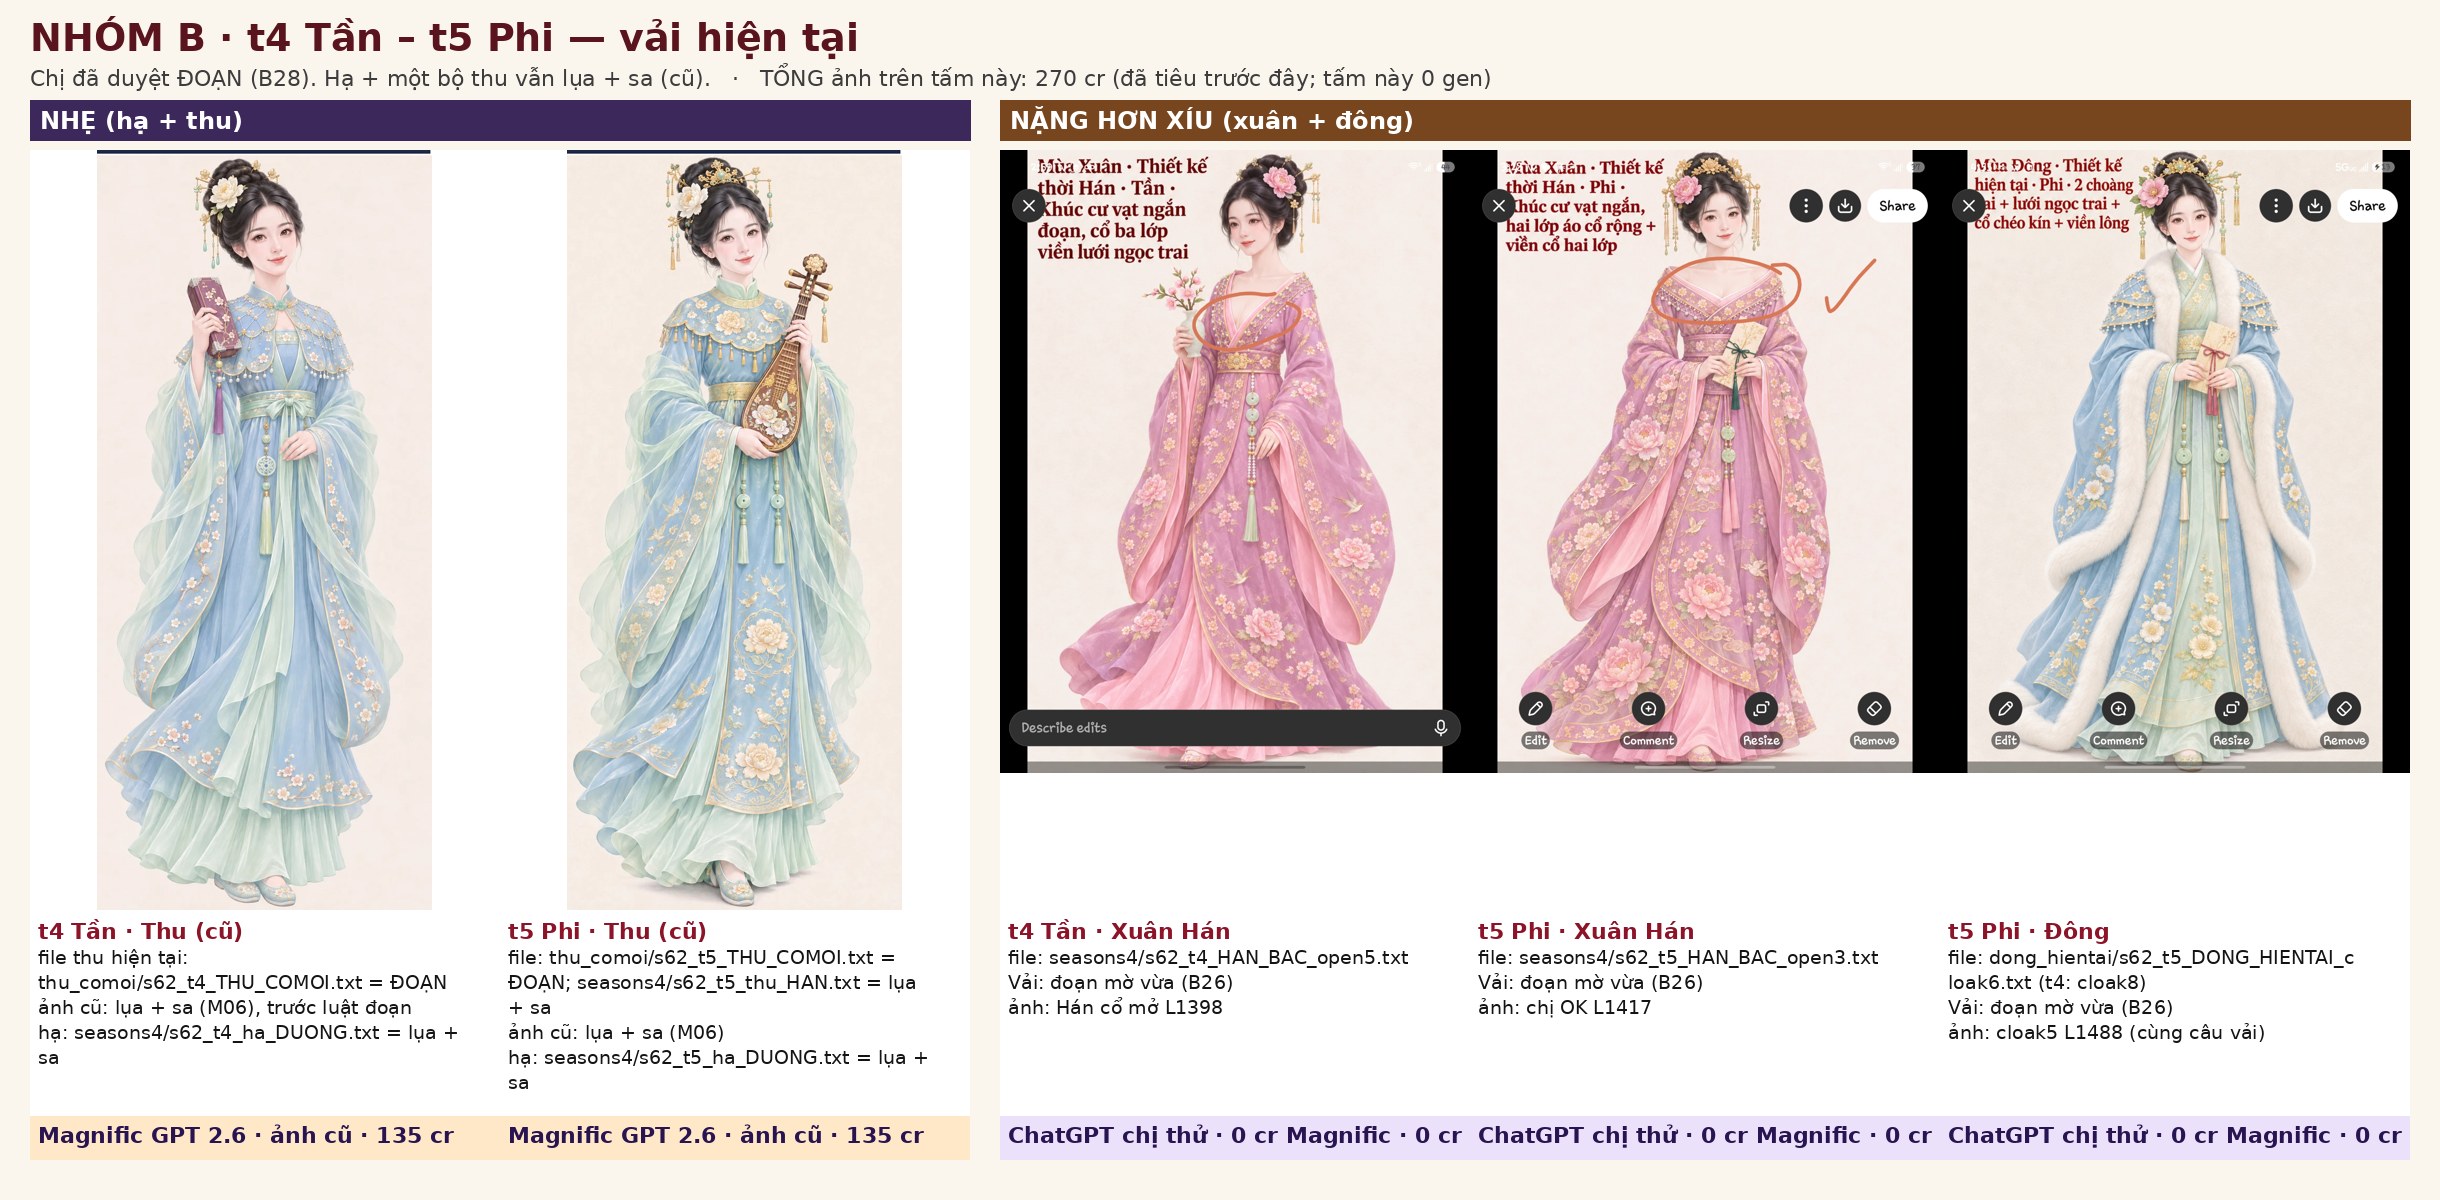 NHÓM B · t4 Tần – t5 Phi — vải hiện tại
Chị đã duyệt ĐOẠN (B28). Hạ + một bộ thu vẫn lụa + sa (cũ). · TỔNG ảnh trên tấm này: 270 cr (đã tiêu trước đây; tấm này 0 gen)
NHẸ (hạ + thu)
NẶNG HƠN XÍU (xuân + đông)
Mùa Xuân · Thiết kế
thời Hán · Tần ·
Khúc cư vạt ngắn
đoạn, cổ ba lớp
viền lưới ngọc trai
Describe edits
Mùa Xuân · Thiết kế
thời Hán · Phi ·
Khúc cư vạt ngắn,
hai lớp áo cổ rộng +
viền cổ hai lớp
Share
Edit
Comment
Resize
Remove
Mùa Đông · Thiết kế
hiện tại · Phi · 2 choàng
ai + lưới ngọc trai +
cổ chéo kín + viền lông
5G
Share
Edit
Comment
Resize
Remove
t4 Tần · Thu (cũ)
file thu hiện tại:
thu_comoi/s62_t4_THU_COMOI.txt = ĐOẠN
ảnh cũ: lụa + sa (M06), trước luật đoạn
hạ: seasons4/s62_t4_ha_DUONG.txt = lụa +
sa
Magnific GPT 2.6 · ảnh cũ · 135 cr
t5 Phi · Thu (cũ)
file: thu_comoi/s62_t5_THU_COMOI.txt =
ĐOẠN; seasons4/s62_t5_thu_HAN.txt = lụa
+ sa
ảnh cũ: lụa + sa (M06)
hạ: seasons4/s62_t5_ha_DUONG.txt = lụa +
sa
Magnific GPT 2.6 · ảnh cũ · 135 cr
t4 Tần · Xuân Hán
file: seasons4/s62_t4_HAN_BAC_open5.txt
Vải: đoạn mờ vừa (B26)
ảnh: Hán cổ mở L1398
ChatGPT chị thử · 0 cr Magnific · 0 cr
t5 Phi · Xuân Hán
file: seasons4/s62_t5_HAN_BAC_open3.txt
Vải: đoạn mờ vừa (B26)
ảnh: chị OK L1417
ChatGPT chị thử · 0 cr Magnific · 0 cr
t5 Phi · Đông
file: dong_hientai/s62_t5_DONG_HIENTAI_c
loak6.txt (t4: cloak8)
Vải: đoạn mờ vừa (B26)
ảnh: cloak5 L1488 (cùng câu vải)
ChatGPT chị thử · 0 cr Magnific · 0 cr